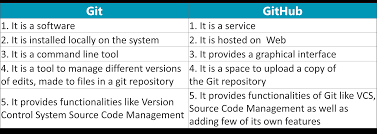 Git
GitHub
1. It is a software
1. It is a service
2. It is installed locally on the system
2. It is hosted on Web
3. It is a command line tool
3. It provides a graphical interface
4. It is a tool to manage different versions
of edits, made to files in a git repository
4. It is a space to upload a copy of
the Git repository
5. It provides functionalities like Version
Control System Source Code Management
5. It provides functionalities of Git like VCS,
Source Code Management as well as
adding few of its own features